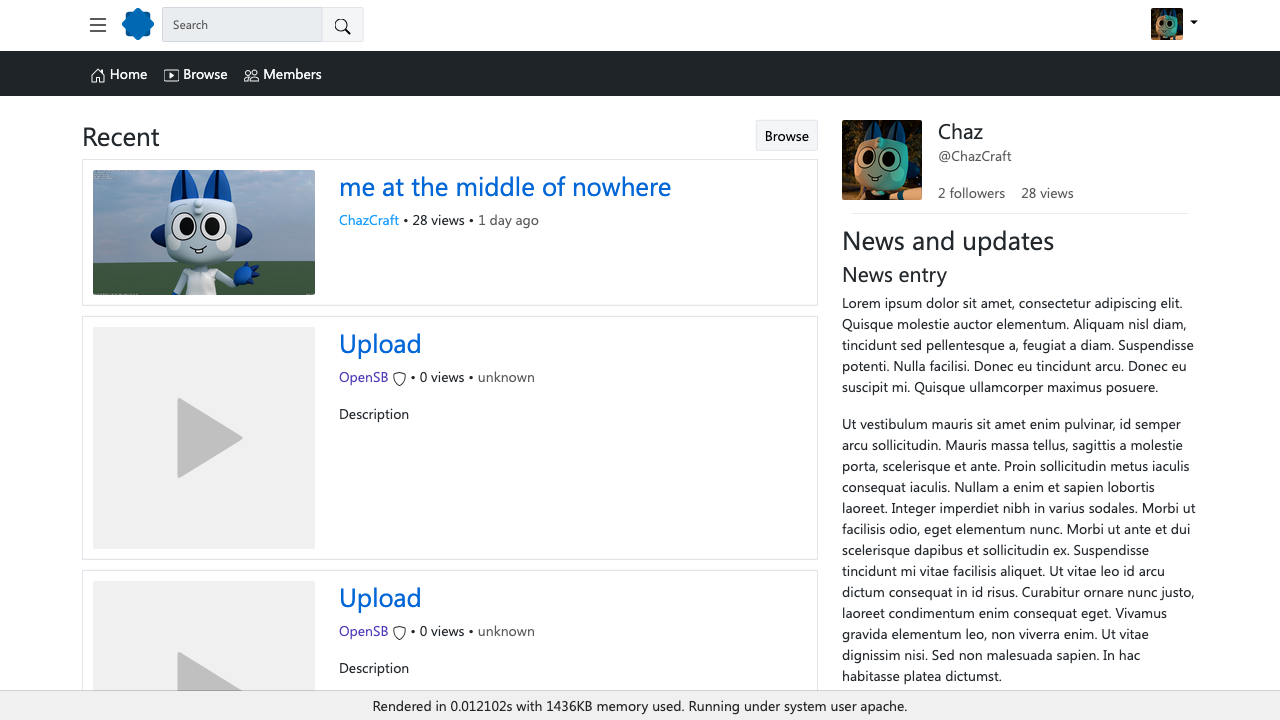 Search
Home
Browse
Members
Recent
Browse
me at the middle of nowhere
ChazCraft • 28 views • 1 day ago
Upload
OpenSB • 0 views • unknown
Description
Upload
OpenSB • 0 views • unknown
Description
Chaz
@ChazCraft
2 followers 28 views
News and updates
News entry
Lorem ipsum dolor sit amet, consectetur adipiscing elit.
Quisque molestie auctor elementum. Aliquam nisl diam,
tincidunt sed pellentesque a, feugiat a diam. Suspendisse
potenti. Nulla facilisi. Donec eu tincidunt arcu. Donec eu
suscipit mi. Quisque ullamcorper maximus posuere.
Ut vestibulum mauris sit amet enim pulvinar, id semper
arcu sollicitudin. Mauris massa tellus, sagittis a molestie
porta, scelerisque et ante. Proin sollicitudin metus iaculis
consequat iaculis. Nullam a enim et sapien lobortis
laoreet. Integer imperdiet nibh in varius sodales. Morbi ut
facilisis odio, eget elementum nunc. Morbi ut ante et dui
scelerisque dapibus et sollicitudin ex. Suspendisse
tincidunt mi vitae facilisis aliquet. Ut vitae leo id arcu
dictum consequat in id risus. Curabitur ornare nunc justo,
laoreet condimentum enim consequat eget. Vivamus
gravida elementum leo, non viverra enim. Ut vitae
dignissim nisi. Sed non malesuada sapien. In hac
habitasse platea dictumst.
Rendered in 0.012102s with 1436KB memory used. Running under system user apache.